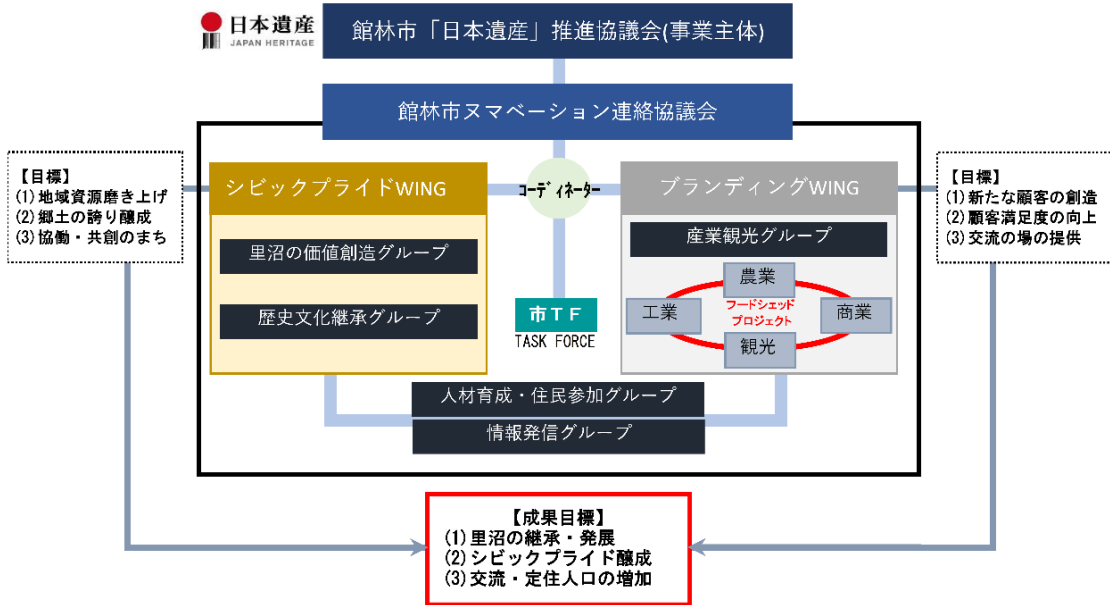 日本遺産
JAPAN HERITAGE
館林市「日本遺産」推進協議会(事業主体)
館林市ヌマベーション連絡協議会
【目標】
(1)地域資源磨き上げ
(2)郷土の誇り醸成
(3)協働・共創のまち
シビックプライドWING
里沼の価値創造グループ
歴史文化継承グループ
コーディネーター
市TF
TASK FORCE
ブランディングWING
産業観光グループ
農業
工業
フードシェッド
プロジェクト
商業
観光
【目標】
(1)新たな顧客の創造
(2)顧客満足度の向上
(3)交流の場の提供
人材育成・住民参加グループ
情報発信グループ
【成果目標】
(1)里沼の継承・発展
(2)シビックプライド醸成
(3)交流・定住人口の増加